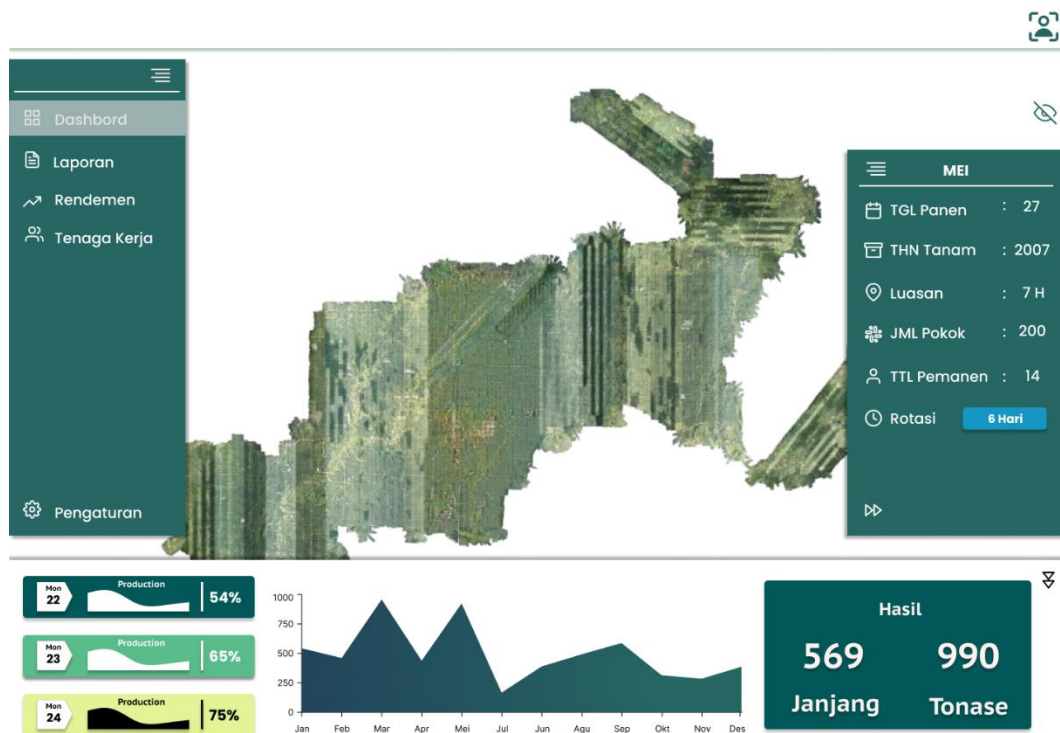 Dashbord
Laporan
Rendemen
Tenaga Kerja
Pengaturan
MEI
TGL Panen : 27
THN Tanam : 2007
Luasan : 7 H
JML Pokok : 200
TTL Pemanen : 14
Rotasi 6 Hari
Mon 22 Production 54%
Mon 23 Production 65%
Mon 24 Production 75%
1000
750
500
250
0
Jan Feb Mar Apr Mei Jul Jun Agu Sep Okt Nov Des
Hasil
569 990
Janjang Tonase